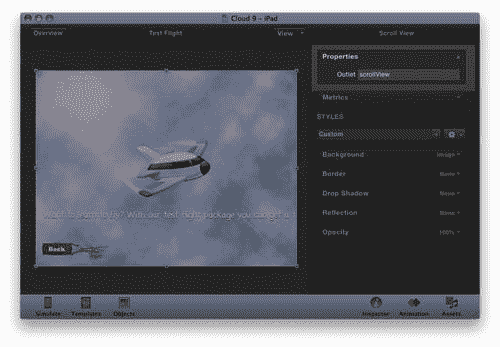 Cloud 9 – iPad
Overview Test Flight View Scroll View
Properties
Outlet scrollView
Metrics
STYLES
Custom
Background Image
Border None
Drop Shadow None
Reflection None
Opacity 100%
Want to learn to fly? With our test flight package you can get a
Back
Simulate Templates Objects Inspector Animation Assets